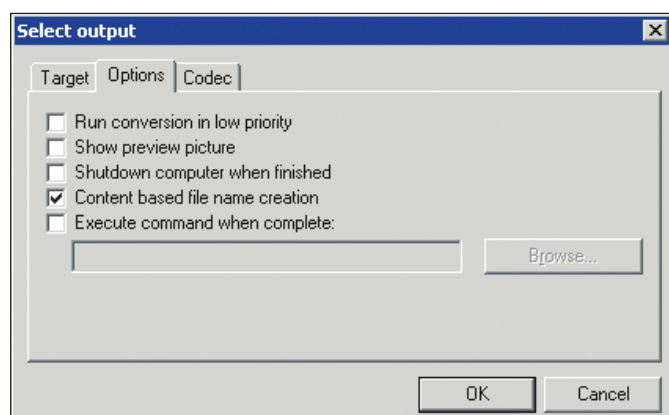 Select output
Target Options Codec
Run conversion in low priority
Show preview picture
Shutdown computer when finished
Content based file name creation
Execute command when complete:
Browse...
OK Cancel